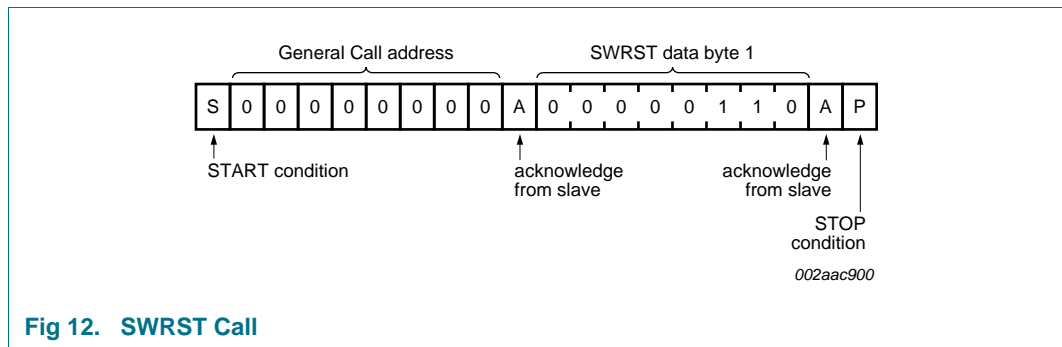 General Call address
SWRST data byte 1
S 0 0 0 0 0 0 0 0 A 0 0 0 0 0 1 1 0 A P
START condition
acknowledge
from slave
acknowledge
from slave
STOP
condition
002aac900
Fig 12. SWRST Call